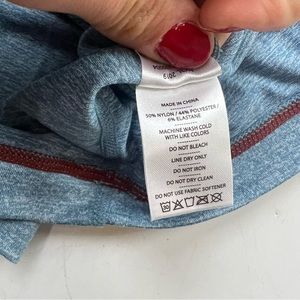 MADE IN CHINA
50% NYLON / 44% POLYESTER /
6% ELASTANE
MACHINE WASH COLD
WITH LIKE COLORS
DO NOT BLEACH
LINE DRY ONLY
DO NOT IRON
DO NOT DRY CLEAN
DO NOT USE FABRIC SOFTENER